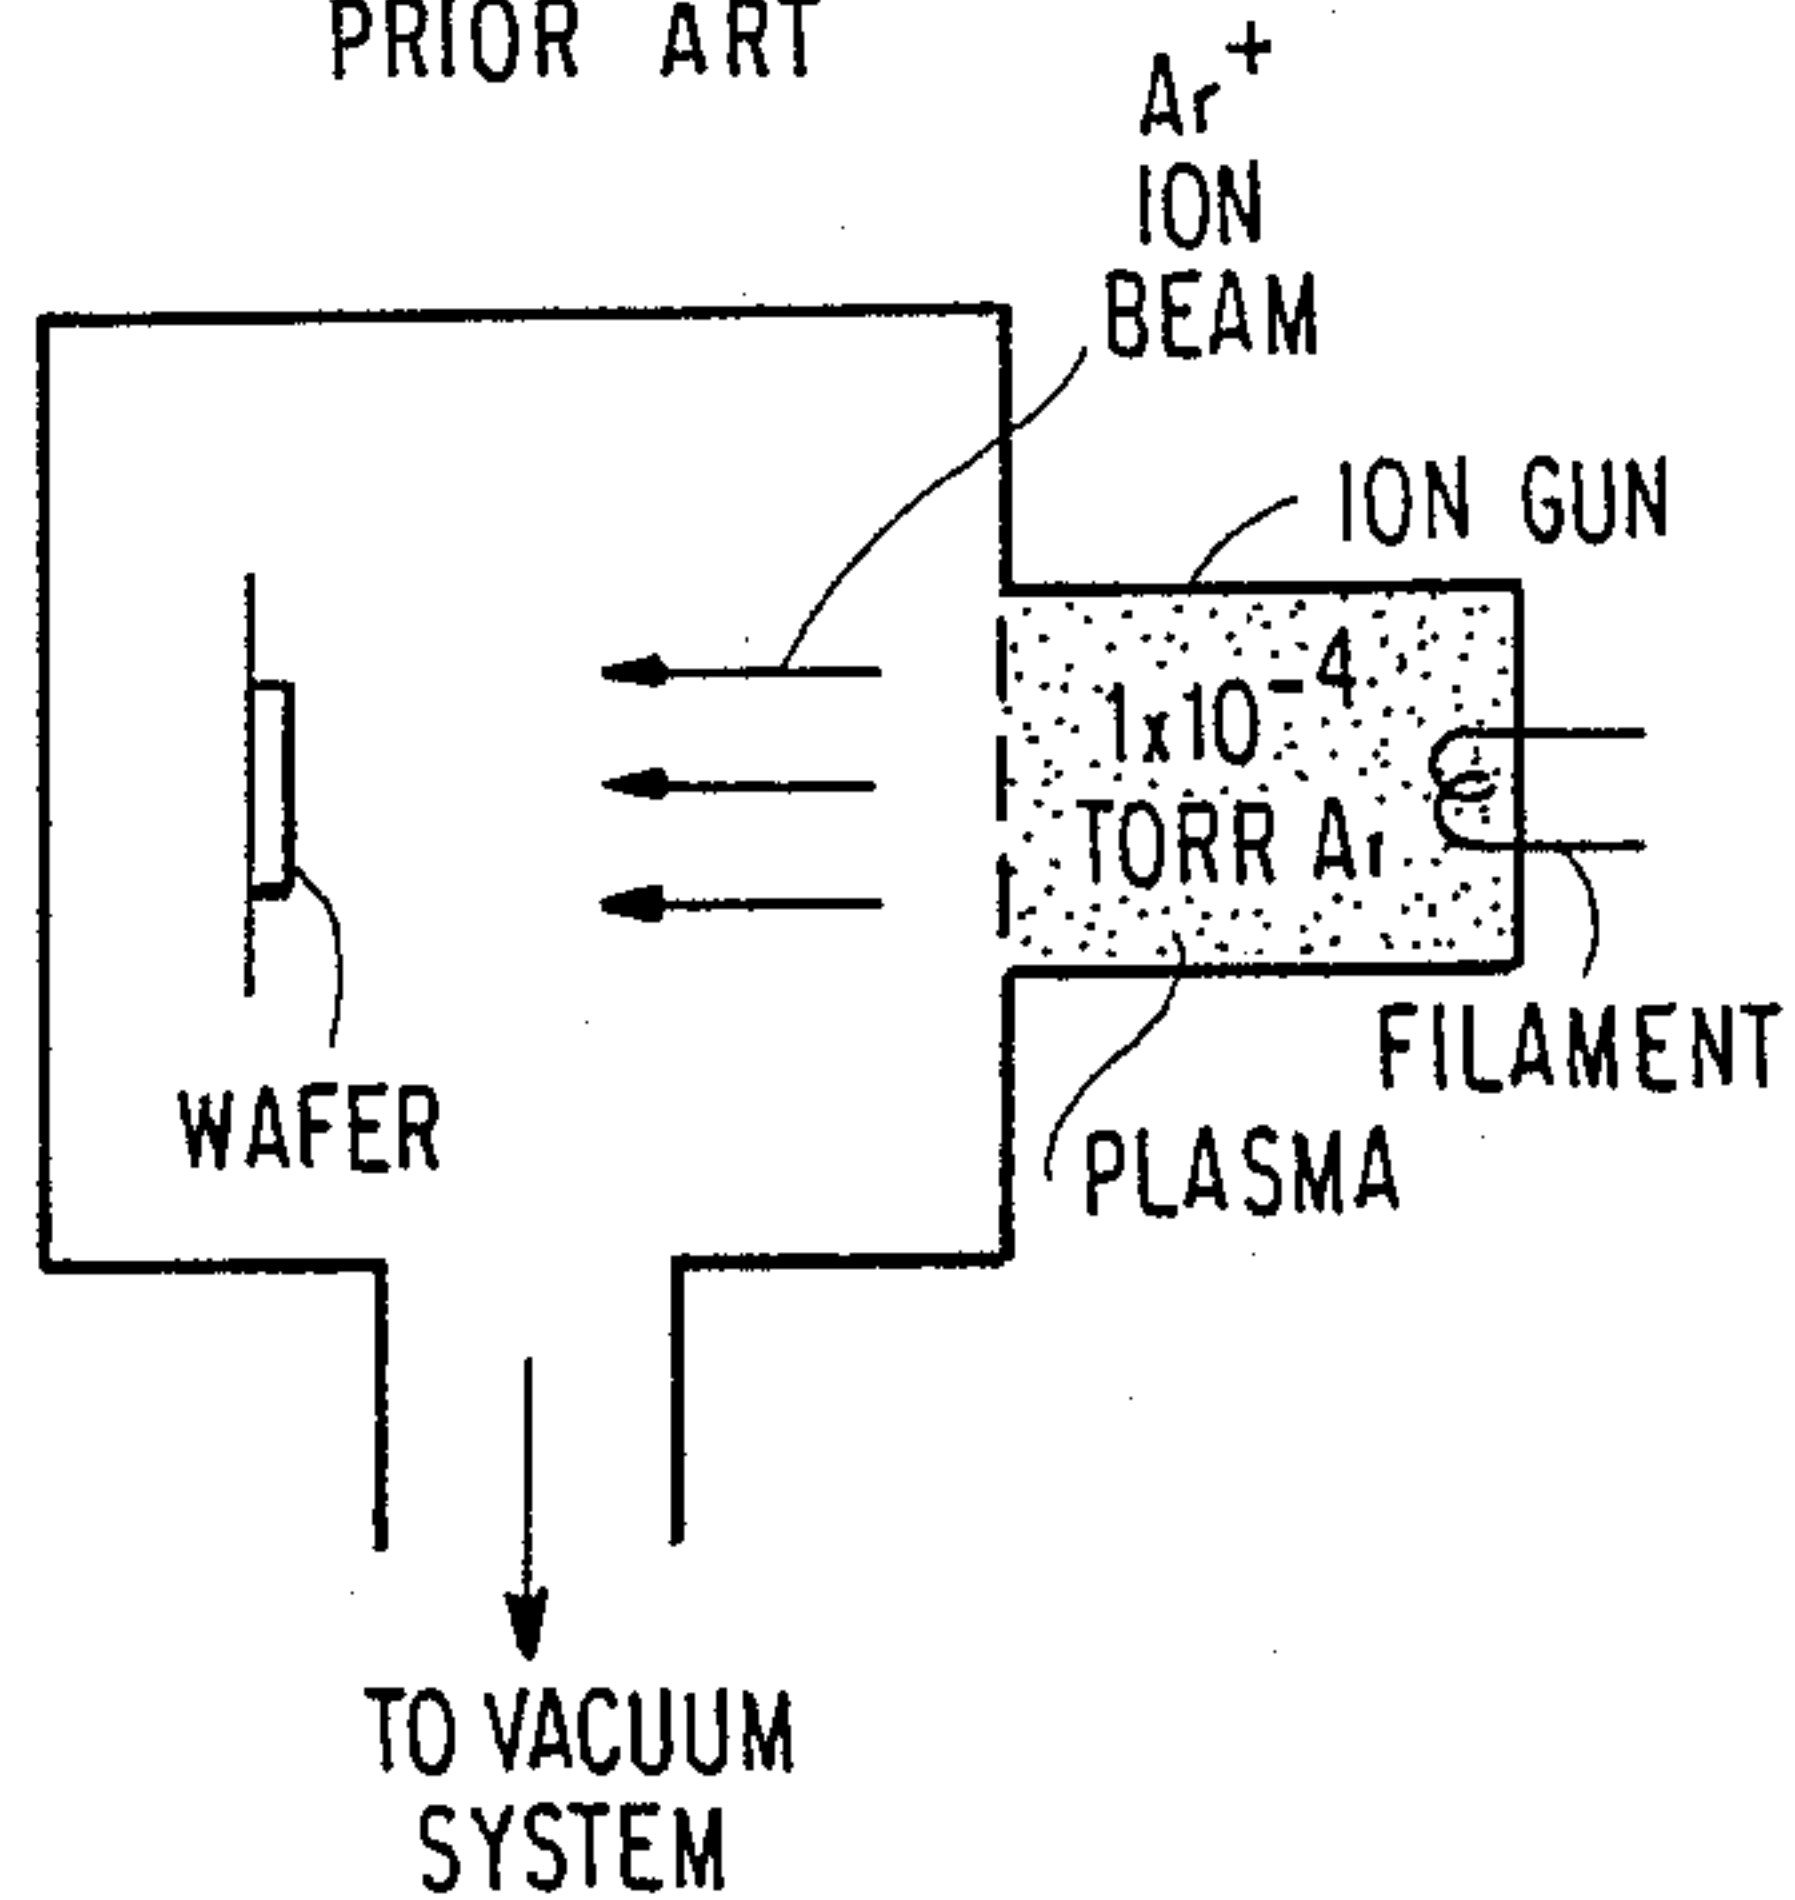 PRIOR ART
Ar⁺
ION
BEAM
ION GUN
1x10⁻⁴
TORR Ar
FILAMENT
PLASMA
WAFER
TO VACUUM
SYSTEM